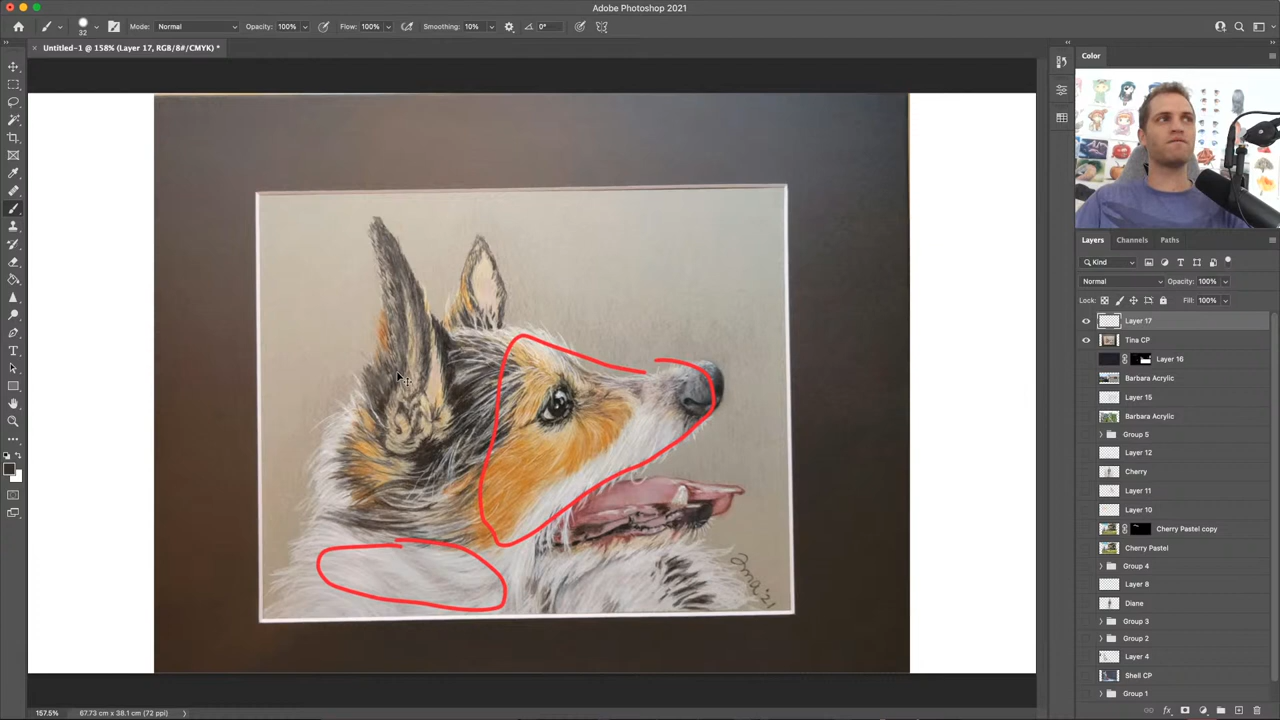 Adobe Photoshop 2021
32
Mode: Normal
Opacity: 100%
Flow: 100%
Smoothing: 10%
0°
Untitled-1 @ 158% (Layer 17, RGB/8#/CMYK) *
Color
Layers Channels Paths
Kind
Normal
Opacity: 100%
Lock:
Fill: 100%
Layer 17
Tina CP
Layer 16
Barbara Acrylic
Layer 15
Barbara Acrylic
Group 5
Layer 12
Cherry
Layer 11
Layer 10
Cherry Pastel copy
Cherry Pastel
Group 4
Layer 8
Diane
Group 3
Group 2
Layer 4
Shell CP
Group 1
157.5%
67.73 cm x 38.1 cm (72 ppi)
fx